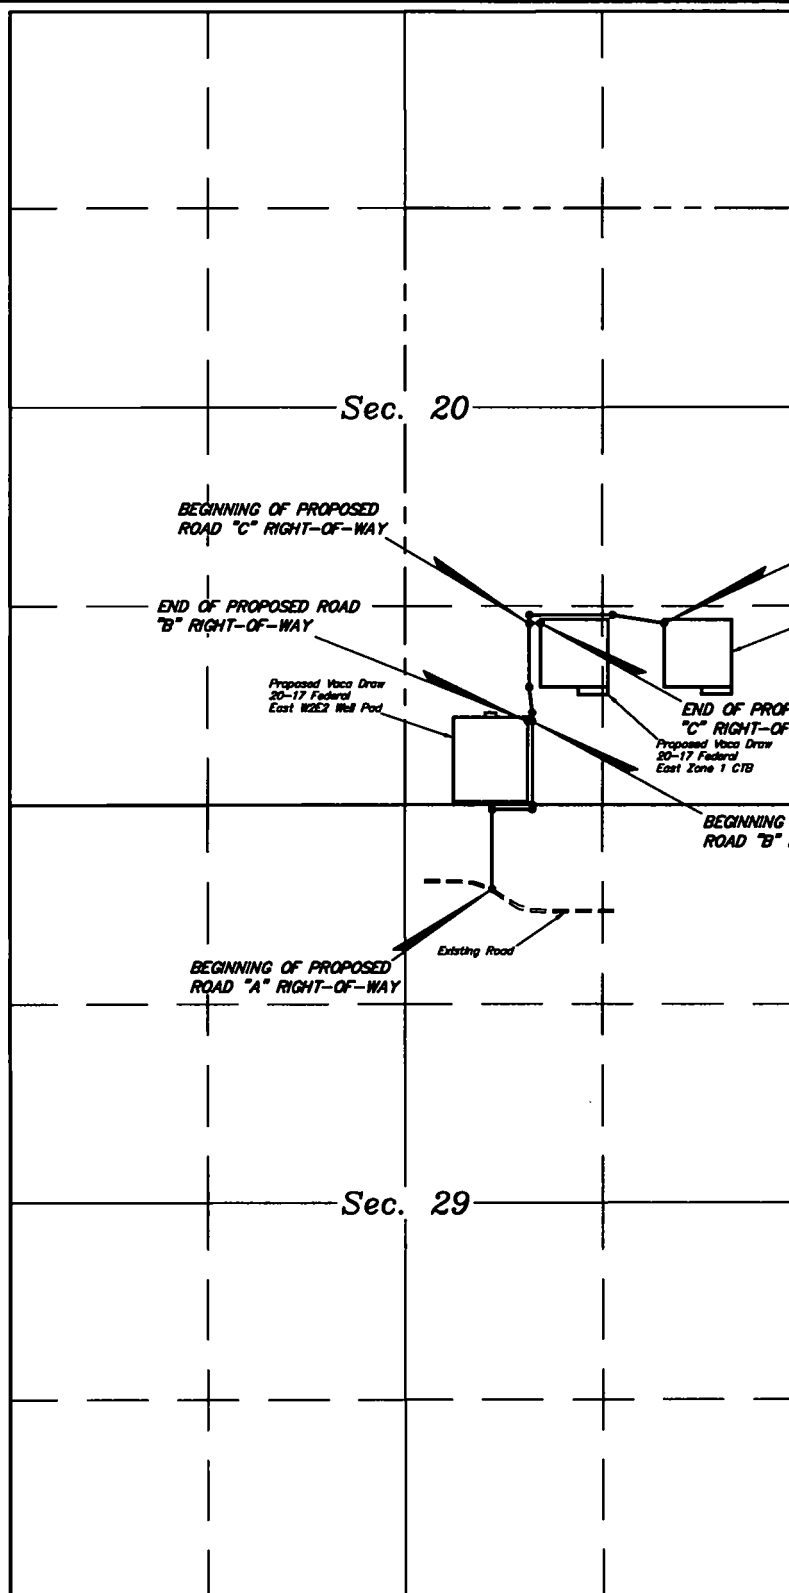 Sec. 20
BEGINNING OF PROPOSED
ROAD "C" RIGHT-OF-WAY
END OF PROPOSED ROAD
"B" RIGHT-OF-WAY
Proposed Vaca Draw
20-17 Federal
East W2E2 Well Pad
END OF PROP
"C" RIGHT-OF
Proposed Vaca Draw
20-17 Federal
East Zone 1 CTB
BEGINNING
ROAD "B"
Existing Road
BEGINNING OF PROPOSED
ROAD "A" RIGHT-OF-WAY
Sec. 29